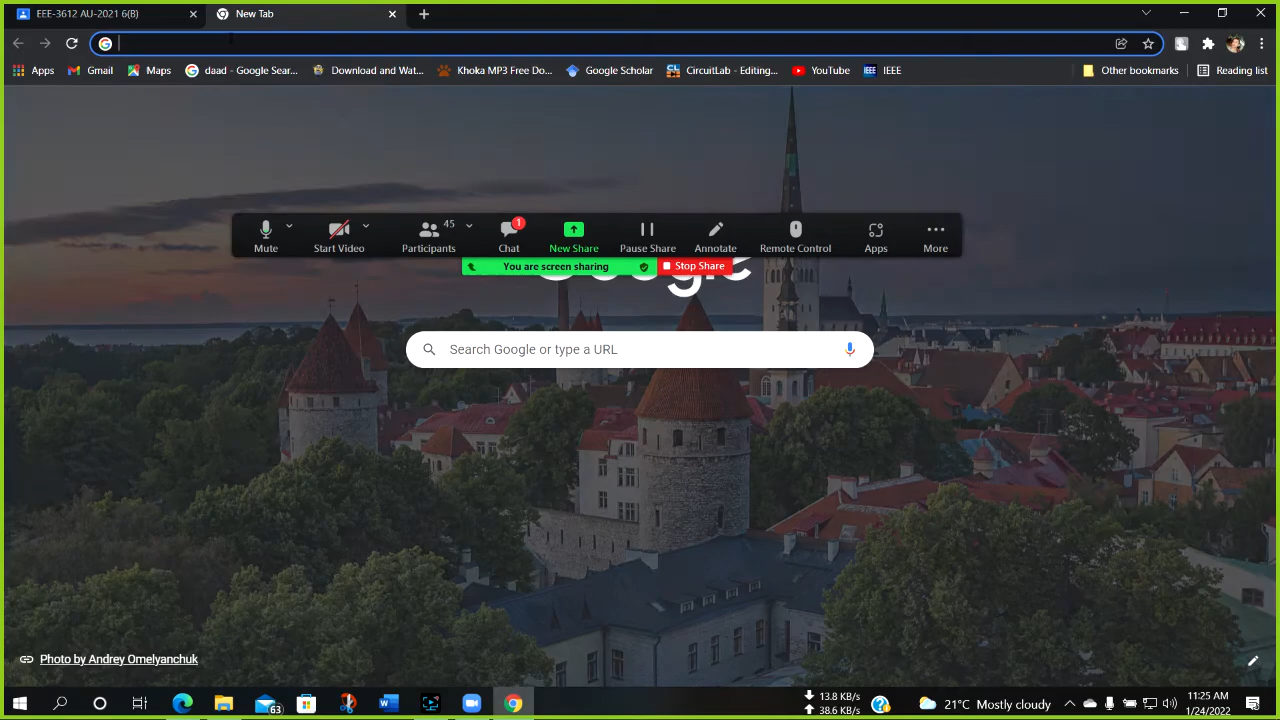 EEE-3612 AU-2021 6(B)
New Tab
Apps
Gmail
Maps
daad - Google Sear...
Download and Wat...
Khoka MP3 Free Do...
Google Scholar
CircuitLab - Editing...
YouTube
IEEE
IEEE
Other bookmarks
Reading list
45
1
Mute
Start Video
Participants
Chat
New Share
Pause Share
Annotate
Remote Control
Apps
More
You are screen sharing
Stop Share
Search Google or type a URL
Photo by Andrey Omelyanchuk
63
13.8 KB/s
38.6 KB/s
21°C Mostly cloudy
11:25 AM
1/24/2022